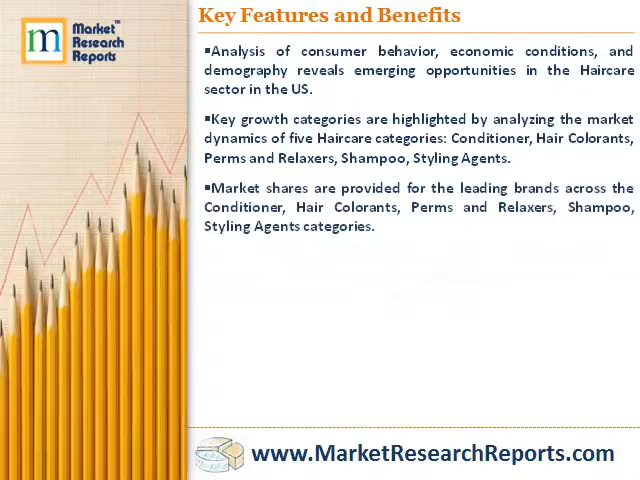 m
Market™
Research
Reports
Key Features and Benefits
▪Analysis of consumer behavior, economic conditions, and
demography reveals emerging opportunities in the Haircare
sector in the US.
▪Key growth categories are highlighted by analyzing the market
dynamics of five Haircare categories: Conditioner, Hair Colorants,
Perms and Relaxers, Shampoo, Styling Agents.
▪Market shares are provided for the leading brands across the
Conditioner, Hair Colorants, Perms and Relaxers, Shampoo,
Styling Agents categories.
www.MarketResearchReports.com